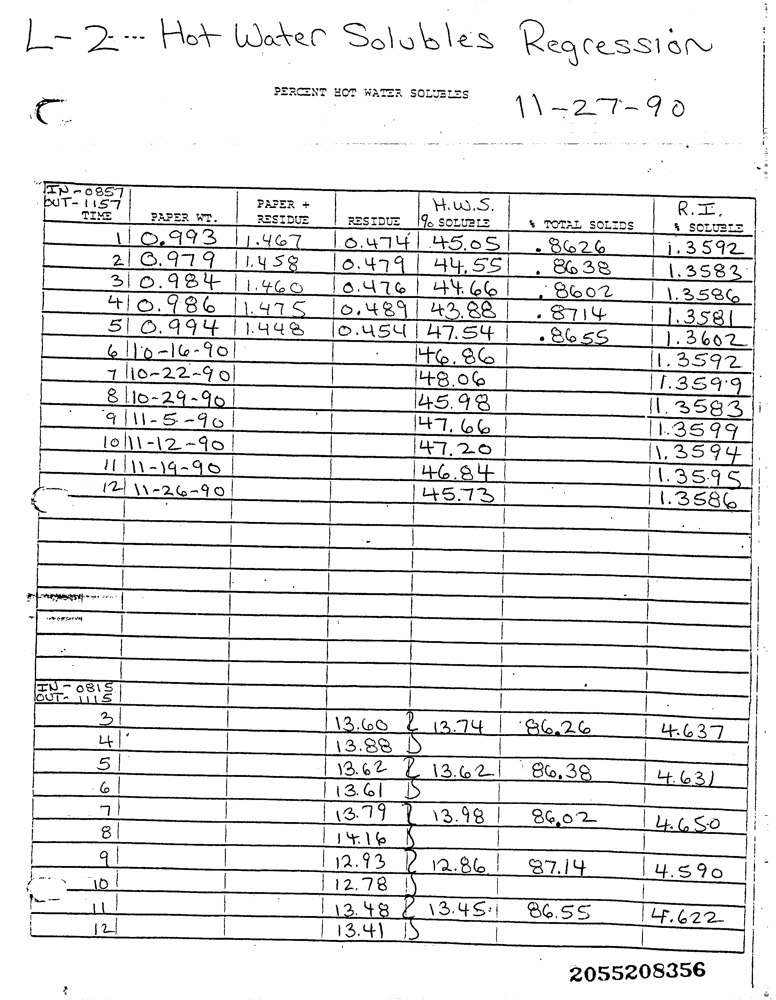 L-2--- Hot Water Solubles Regression
PERCENT HOT WATER SOLUBLES
11-27-90
IN-0857
OUT-1157
TIME PAPER WT. PAPER + RESIDUE RESIDUE H.W.S. % SOLUBLE % TOTAL SOLIDS R.I. % SOLUBLE
1 0.993 1.467 0.474 45.05 .8626 1.3592
2 0.979 1.458 0.479 44.55 .8638 1.3583
3 0.984 1.460 0.476 44.66 .8602 1.3586
4 0.986 1.475 0.489 43.88 .8714 1.3581
5 0.994 1.448 0.454 47.54 .8655 1.3602
6 10-16-90 46.86 1.3592
7 10-22-90 48.06 1.3599
8 10-29-90 45.98 1.3583
9 11-5-90 47.66 1.3599
10 11-12-90 47.20 1.3594
11 11-19-90 46.84 1.3595
12 11-26-90 45.73 1.3586
IN-0815
OUT-1115
3 13.60 13.74 86.26 4.637
4 13.88
5 13.62 13.62 86.38 4.631
6 13.61
7 13.79 13.98 86.02 4.650
8 14.16
9 12.93 12.86 87.14 4.590
10 12.78
11 13.48 13.45 86.55 4.622
12 13.41
2055208356